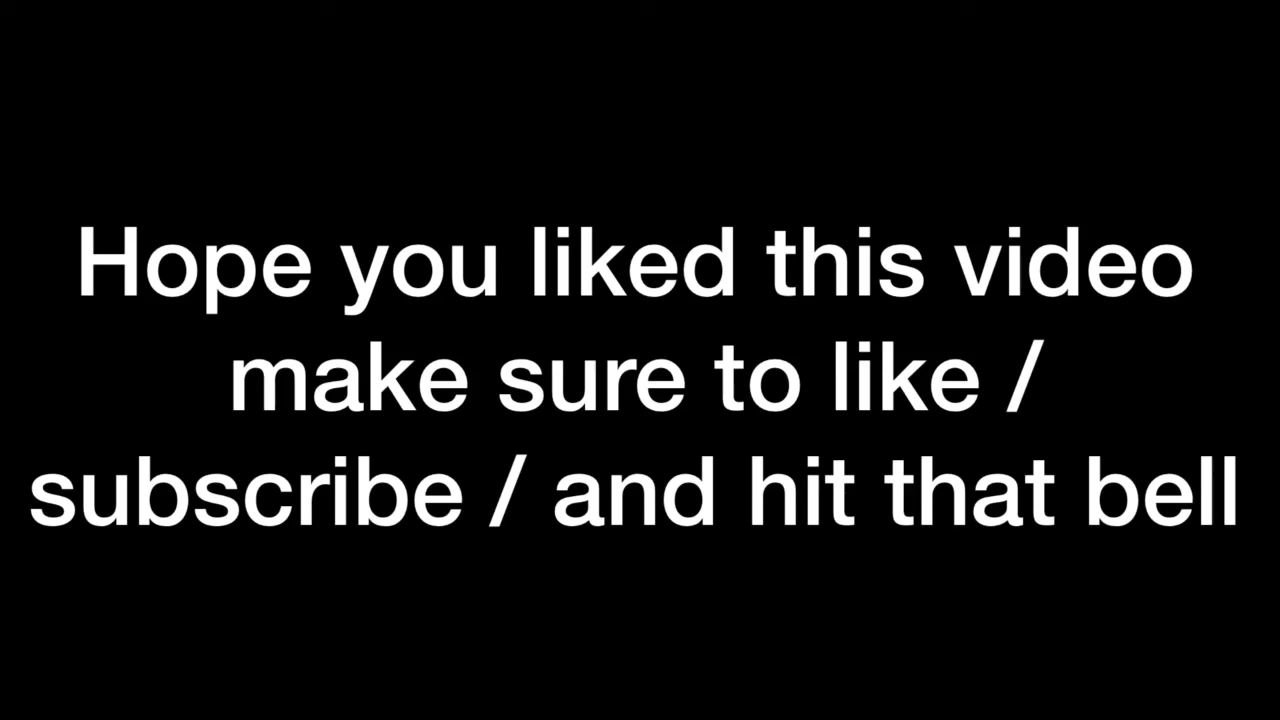 Hope you liked this video
make sure to like /
subscribe / and hit that bell